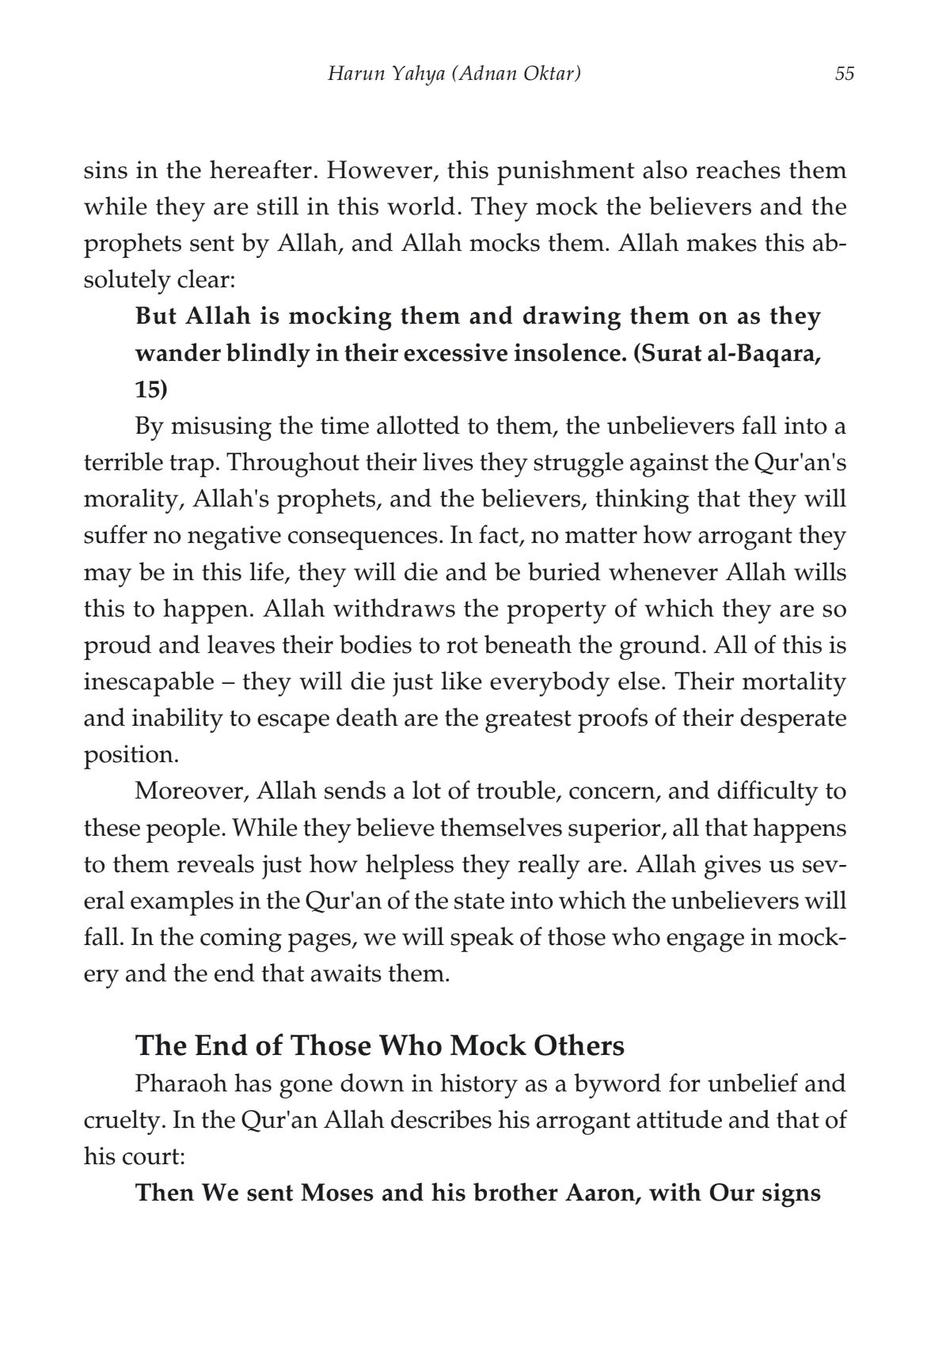 Harun Yahya (Adnan Oktar) 55
sins in the hereafter. However, this punishment also reaches them
while they are still in this world. They mock the believers and the
prophets sent by Allah, and Allah mocks them. Allah makes this ab-
solutely clear:
But Allah is mocking them and drawing them on as they
wander blindly in their excessive insolence. (Surat al-Baqara,
15)
By misusing the time allotted to them, the unbelievers fall into a
terrible trap. Throughout their lives they struggle against the Qur'an's
morality, Allah's prophets, and the believers, thinking that they will
suffer no negative consequences. In fact, no matter how arrogant they
may be in this life, they will die and be buried whenever Allah wills
this to happen. Allah withdraws the property of which they are so
proud and leaves their bodies to rot beneath the ground. All of this is
inescapable – they will die just like everybody else. Their mortality
and inability to escape death are the greatest proofs of their desperate
position.
Moreover, Allah sends a lot of trouble, concern, and difficulty to
these people. While they believe themselves superior, all that happens
to them reveals just how helpless they really are. Allah gives us sev-
eral examples in the Qur'an of the state into which the unbelievers will
fall. In the coming pages, we will speak of those who engage in mock-
ery and the end that awaits them.
The End of Those Who Mock Others
Pharaoh has gone down in history as a byword for unbelief and
cruelty. In the Qur'an Allah describes his arrogant attitude and that of
his court:
Then We sent Moses and his brother Aaron, with Our signs